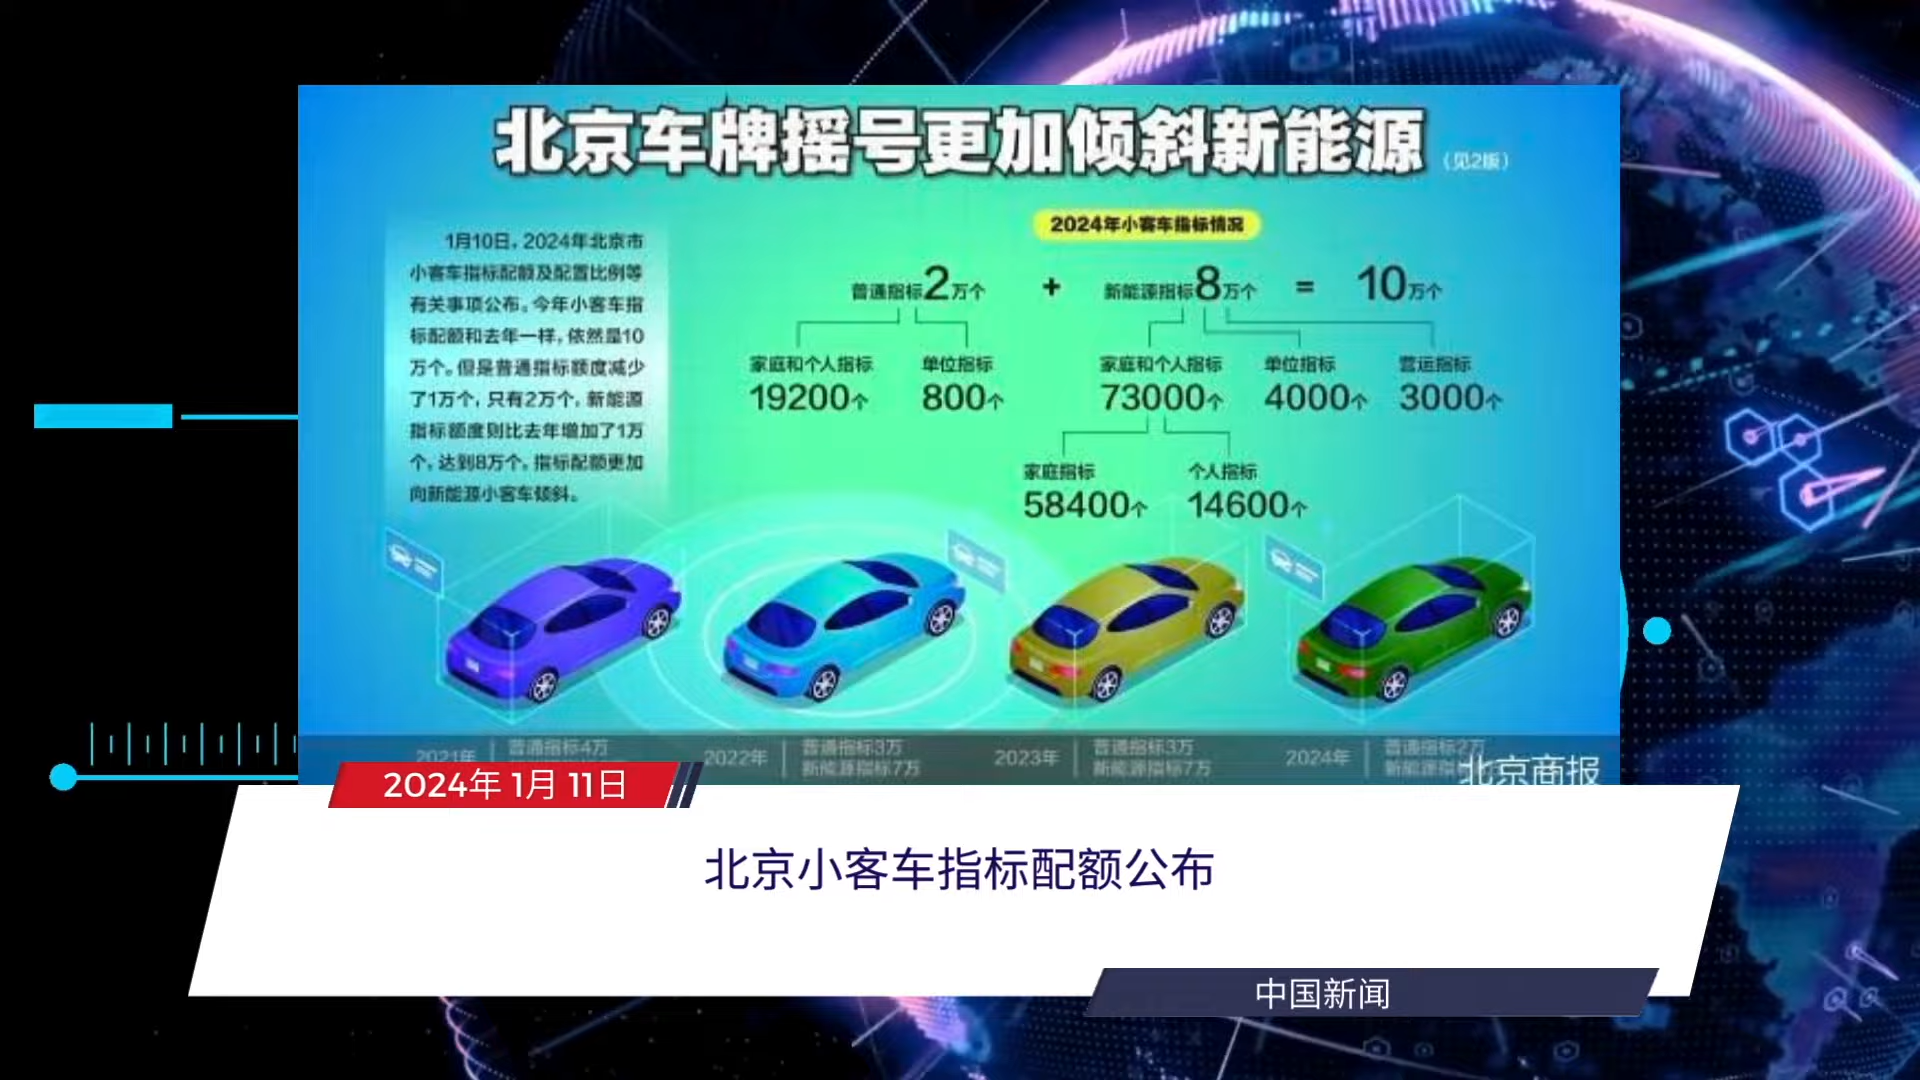 北京车牌摇号更加倾斜新能源（见2版）
1月10日，2024年北京市
小客车指标配额及配置比例等
有关事项公布。今年小客车指
标配额和去年一样，依然是10
万个。但是普通指标额度减少
了1万个，只有2万个，新能源
指标额度则比去年增加了1万
个，达到8万个。指标配额更加
向新能源小客车倾斜。
2024年小客车指标情况
普通指标2万个 + 新能源指标8万个 = 10万个
家庭和个人指标 单位指标 家庭和个人指标 单位指标 营运指标
19200个 800个 73000个 4000个 3000个
家庭指标 个人指标
58400个 14600个
2021年 普通指标4万
2022年 普通指标3万
新能源指标7万
2023年 普通指标3万
新能源指标7万
2024年 普通指标2万
新能源指
北京商报
2024年 1月 11日
北京小客车指标配额公布
中国新闻